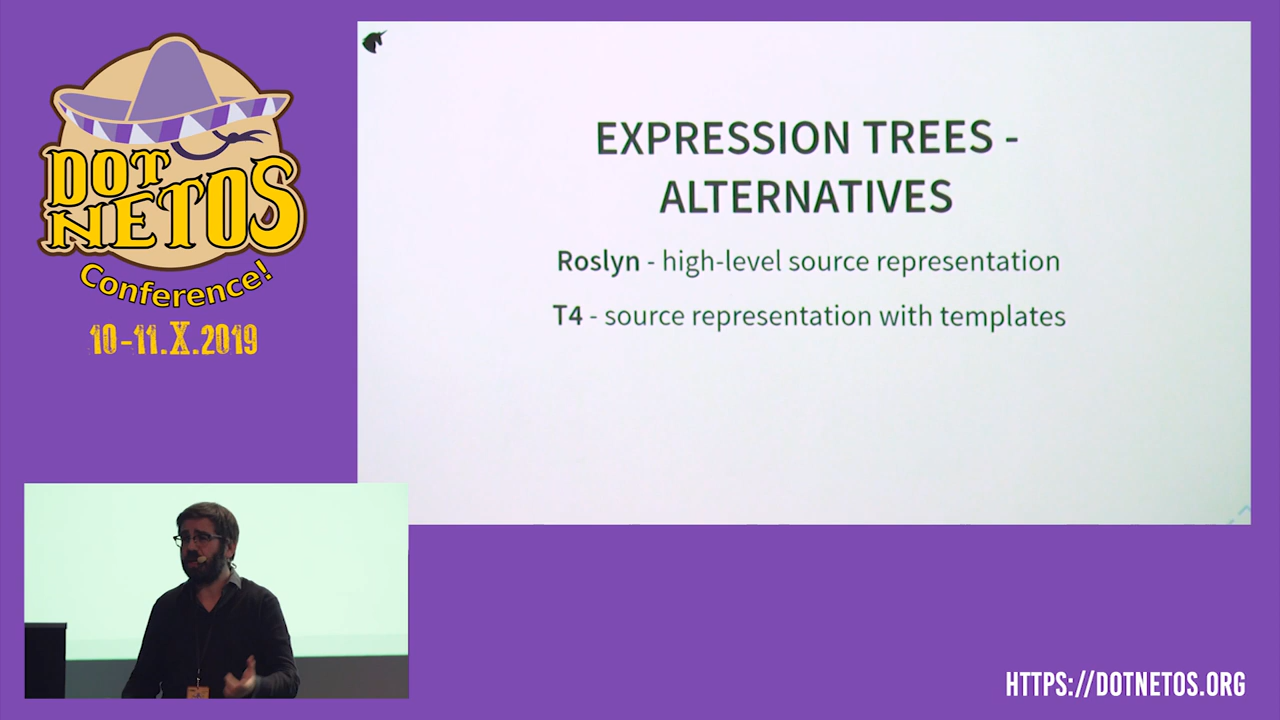 DOT
NETOS
Conference!
10-11.X.2019
EXPRESSION TREES -
ALTERNATIVES
Roslyn - high-level source representation
T4 - source representation with templates
HTTPS://DOTNETOS.ORG